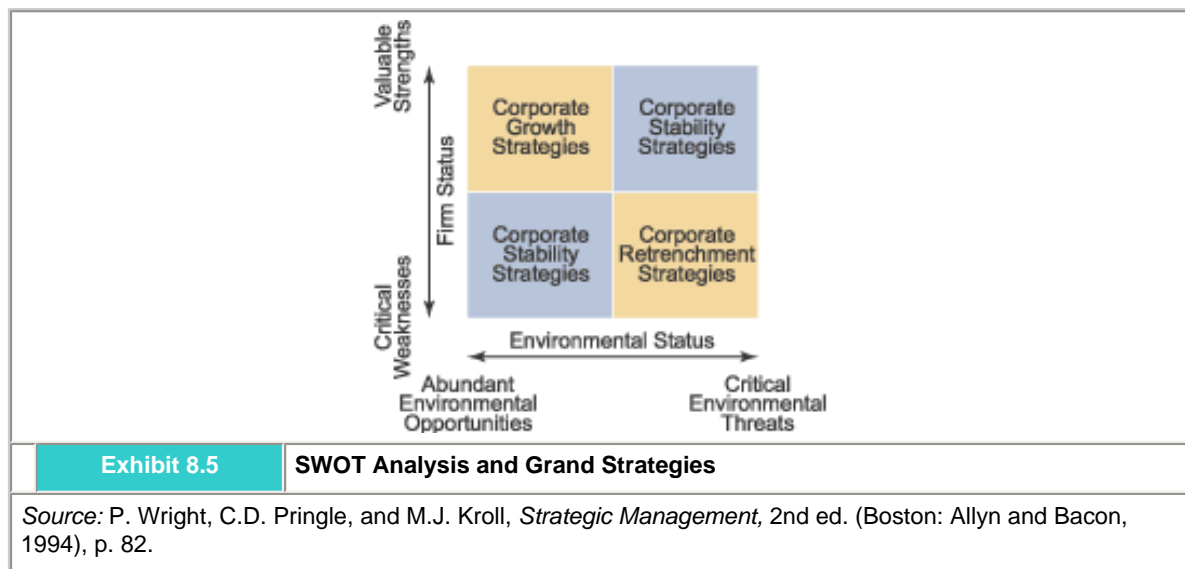 Valuable
Strengths
Firm Status
Critical
Weaknesses
Corporate
Growth
Strategies
Corporate
Stability
Strategies
Corporate
Stability
Strategies
Corporate
Retrenchment
Strategies
Environmental Status
Abundant
Environmental
Opportunities
Critical
Environmental
Threats
Exhibit 8.5
SWOT Analysis and Grand Strategies
Source: P. Wright, C.D. Pringle, and M.J. Kroll, Strategic Management, 2nd ed. (Boston: Allyn and Bacon,
1994), p. 82.